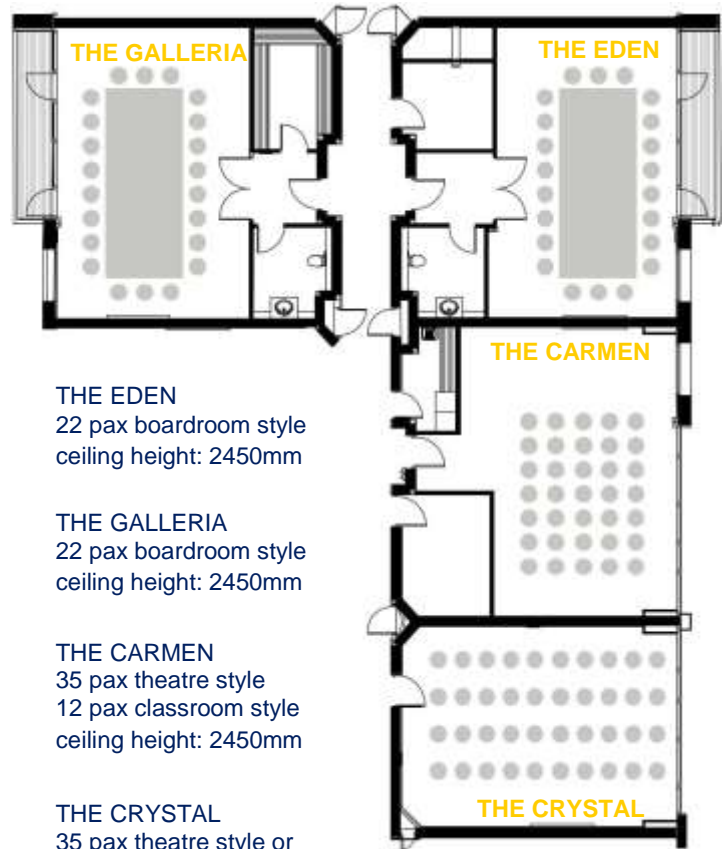 THE GALLERIA
THE EDEN
THE CARMEN
THE EDEN
22 pax boardroom style
ceiling height: 2450mm
THE GALLERIA
22 pax boardroom style
ceiling height: 2450mm
THE CARMEN
35 pax theatre style
12 pax classroom style
ceiling height: 2450mm
THE CRYSTAL
THE CRYSTAL
35 pax theatre style or